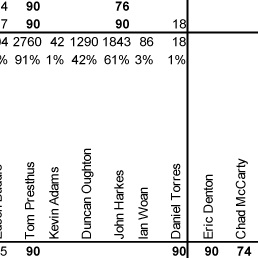 4 90 76
7 90 90 18
04 2760 42 1290 1843 86 18
% 91% 1% 42% 61% 3% 1%
Tom Presthus
Kevin Adams
Duncan Oughton
John Harkes
Ian Woan
Daniel Torres
Eric Denton
Chad McCarty
5 90 90 90 74